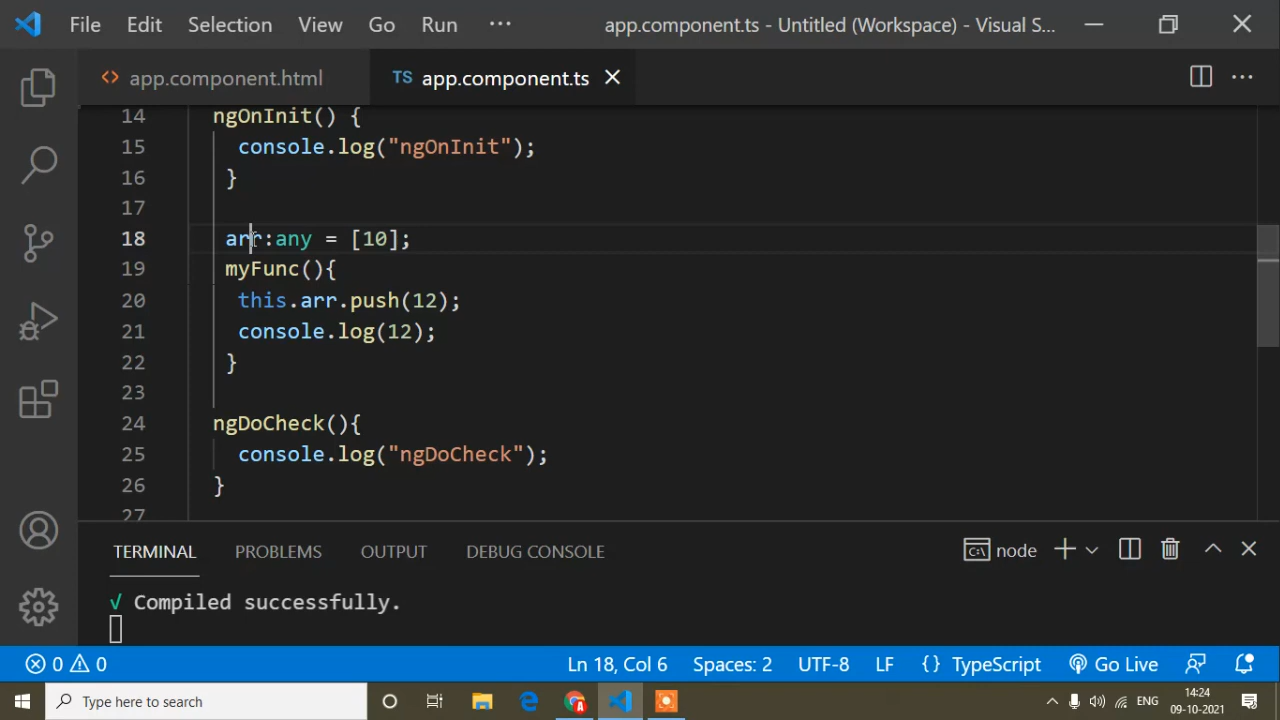 File Edit Selection View Go Run ··· app.component.ts - Untitled (Workspace) - Visual S...
app.component.html TS app.component.ts
14 ngOnInit() {
15 console.log("ngOnInit");
16 }
17
18 arr:any = [10];
19 myFunc(){
20 this.arr.push(12);
21 console.log(12);
22 }
23
24 ngDoCheck(){
25 console.log("ngDoCheck");
26 }
27
TERMINAL PROBLEMS OUTPUT DEBUG CONSOLE node
√ Compiled successfully.
0 0 Ln 18, Col 6 Spaces: 2 UTF-8 LF {} TypeScript Go Live
Type here to search ENG 14:24
09-10-2021